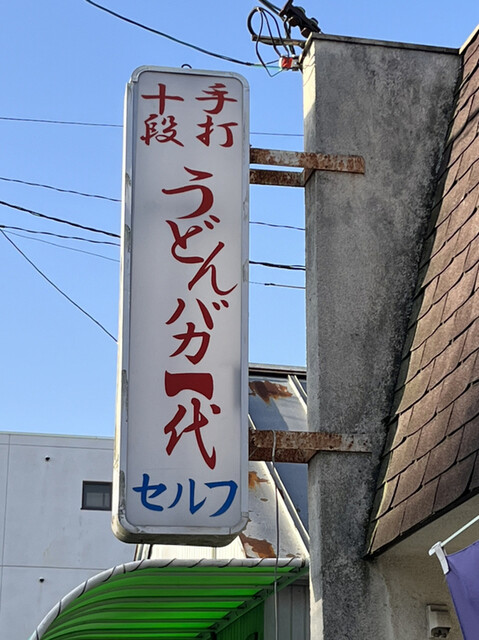 手打
十段
うどんバカ一代
セルフ